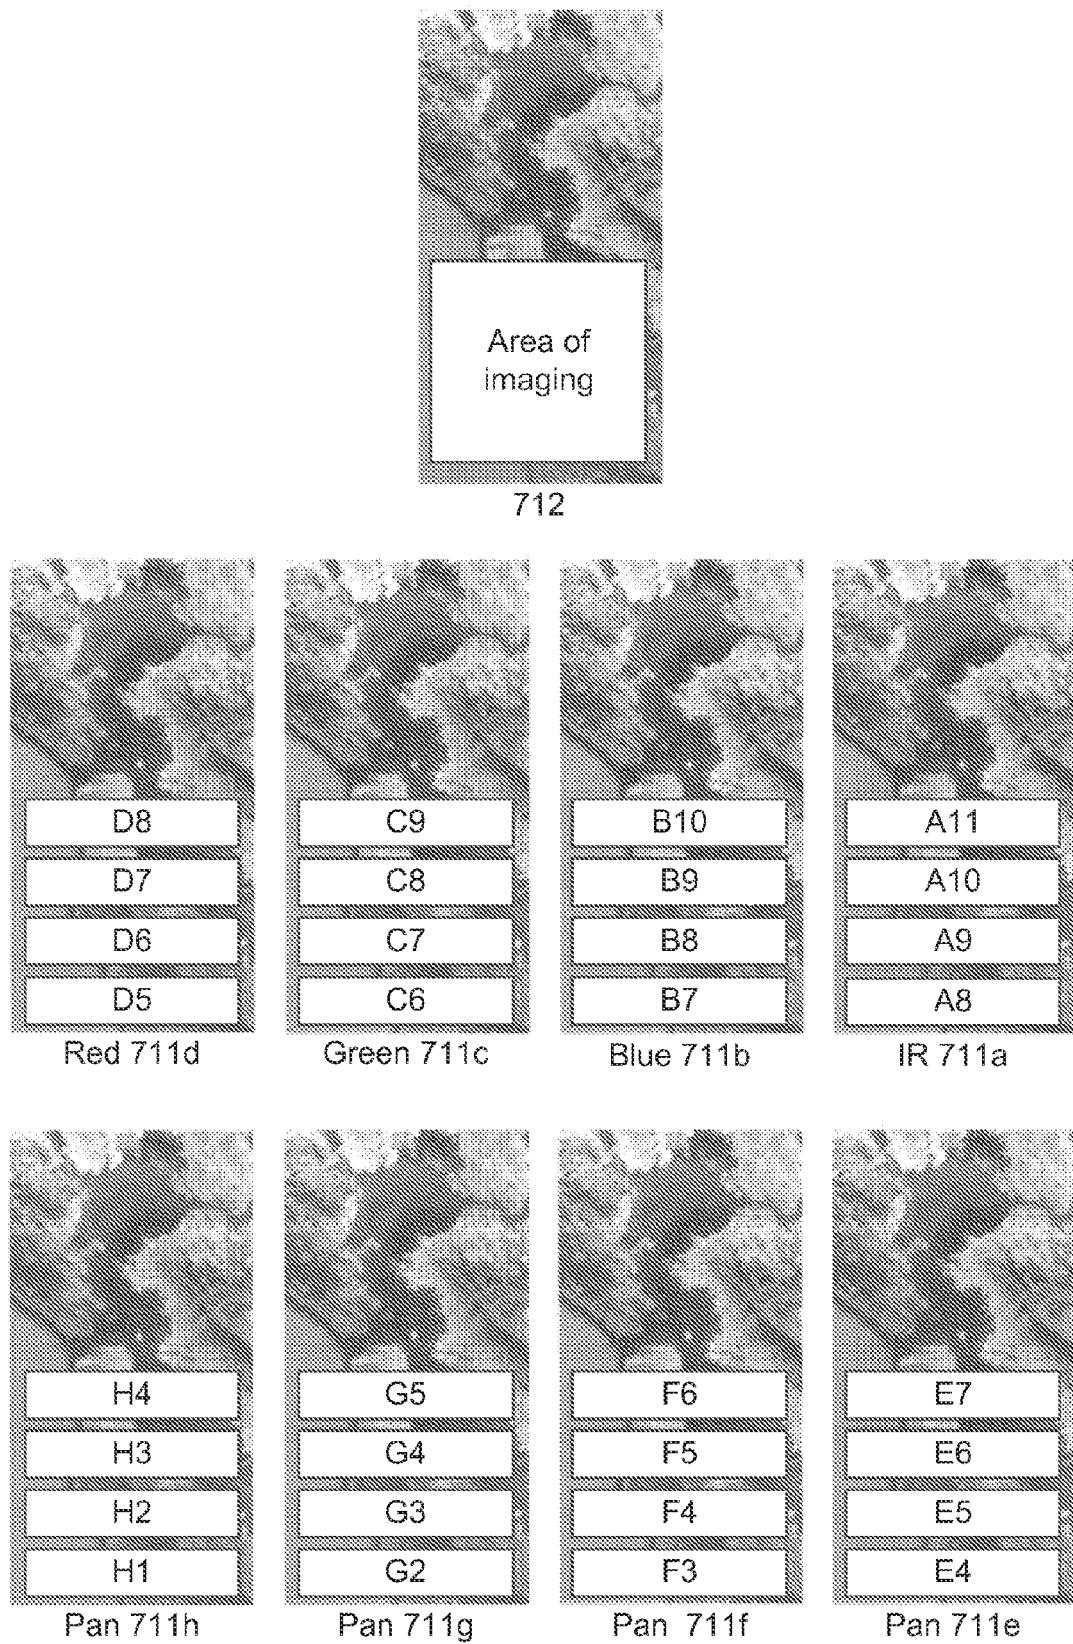 Area of
imaging
712
D8 C9 B10 A11
D7 C8 B9 A10
D6 C7 B8 A9
D5 C6 B7 A8
Red 711d Green 711c Blue 711b IR 711a
H4 G5 F6 E7
H3 G4 F5 E6
H2 G3 F4 E5
H1 G2 F3 E4
Pan 711h Pan 711g Pan 711f Pan 711e